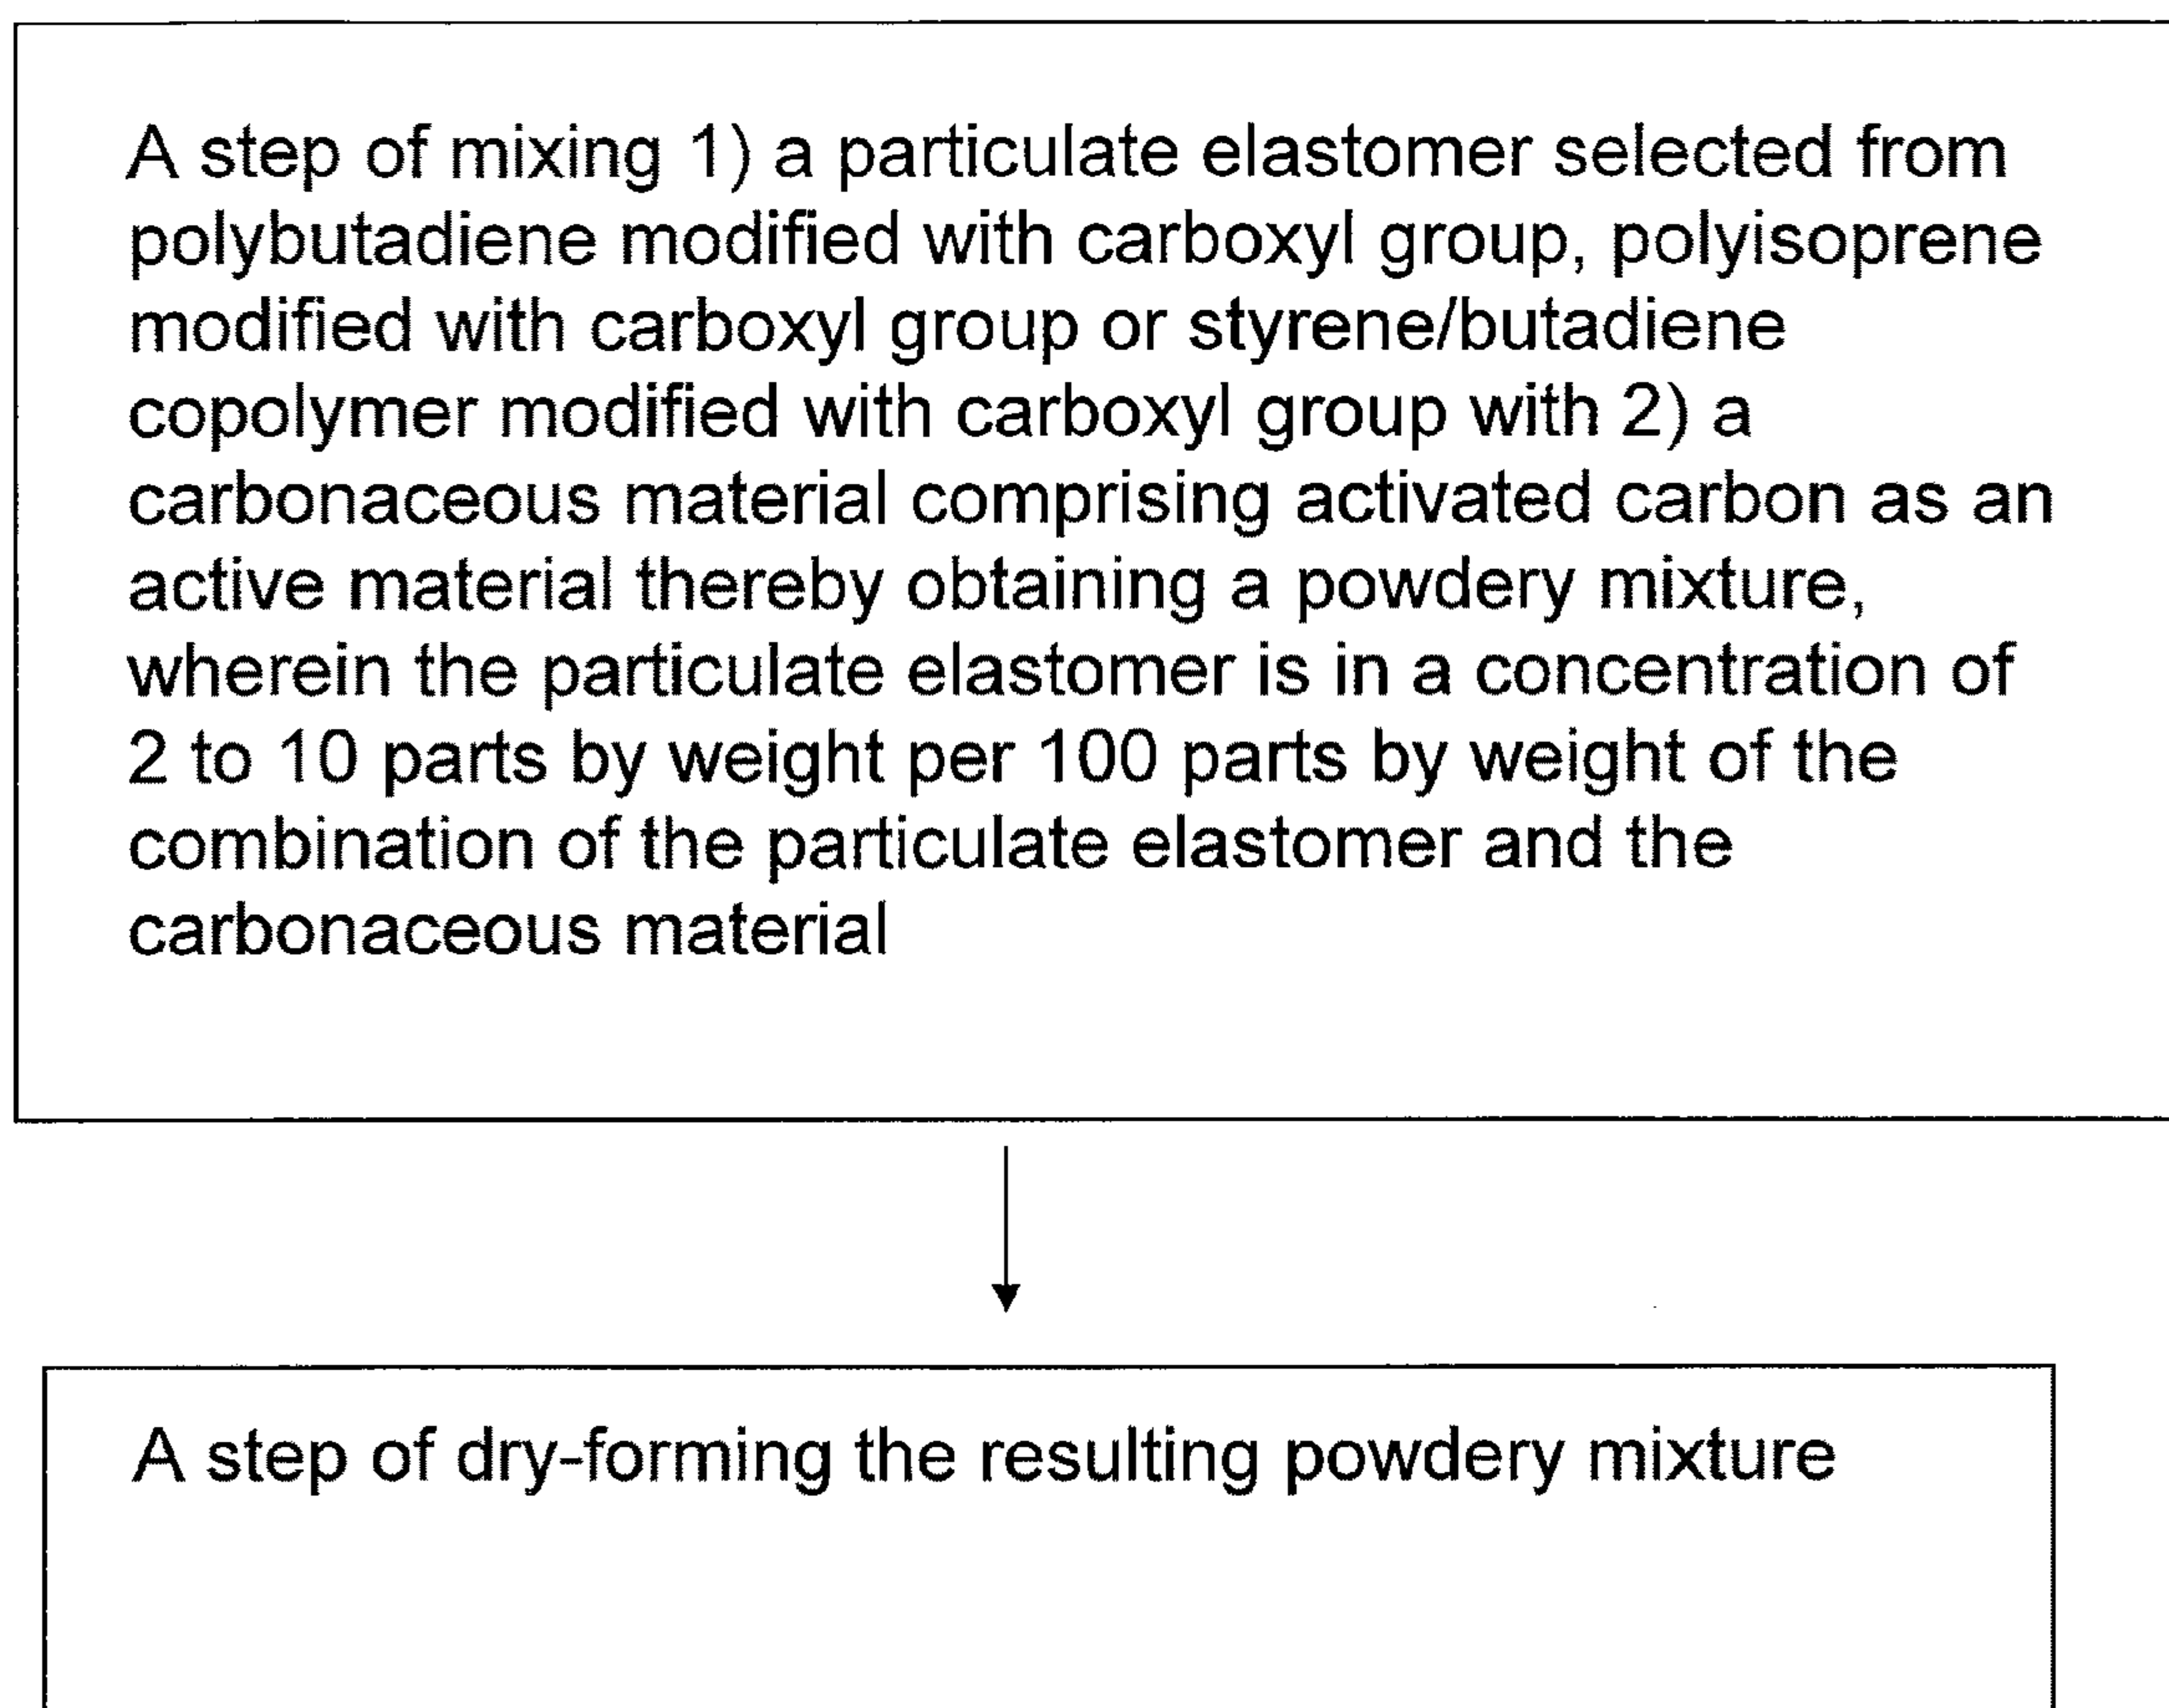 A step of mixing 1) a particulate elastomer selected from
polybutadiene modified with carboxyl group, polyisoprene
modified with carboxyl group or styrene/butadiene
copolymer modified with carboxyl group with 2) a
carbonaceous material comprising activated carbon as an
active material thereby obtaining a powdery mixture,
wherein the particulate elastomer is in a concentration of
2 to 10 parts by weight per 100 parts by weight of the
combination of the particulate elastomer and the
carbonaceous material
A step of dry-forming the resulting powdery mixture